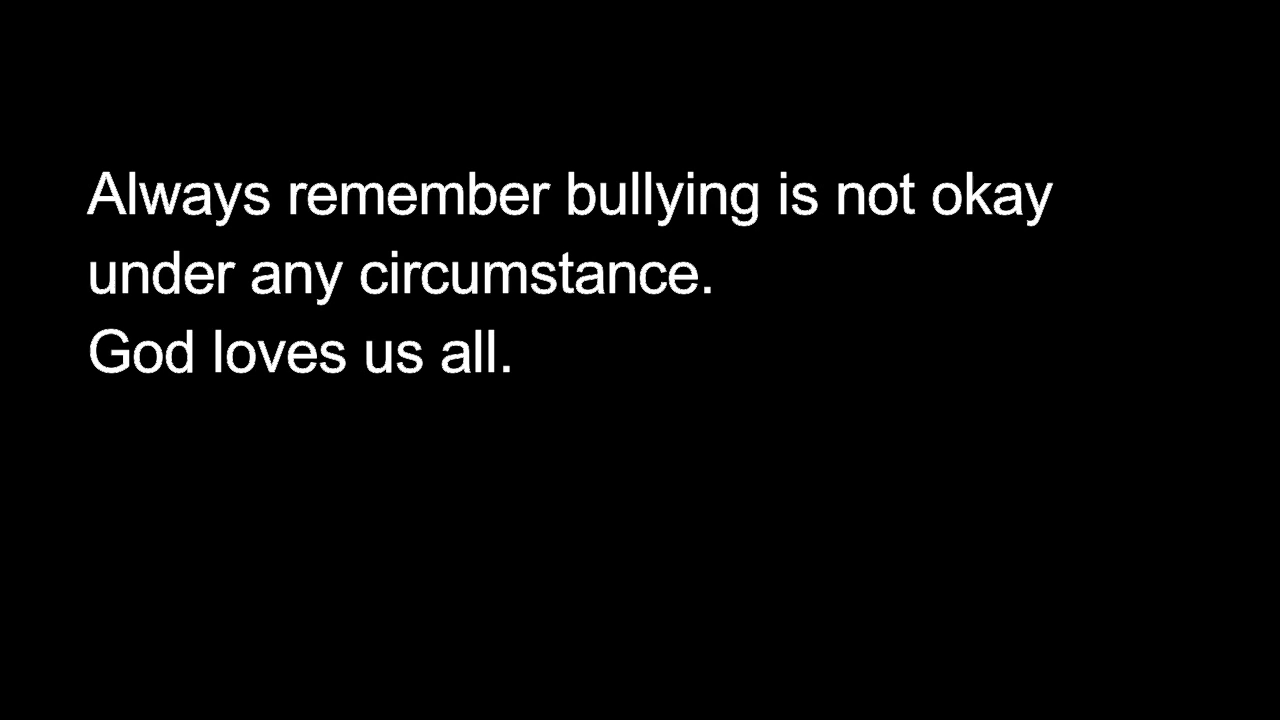 Always remember bullying is not okay
under any circumstance.
God loves us all.